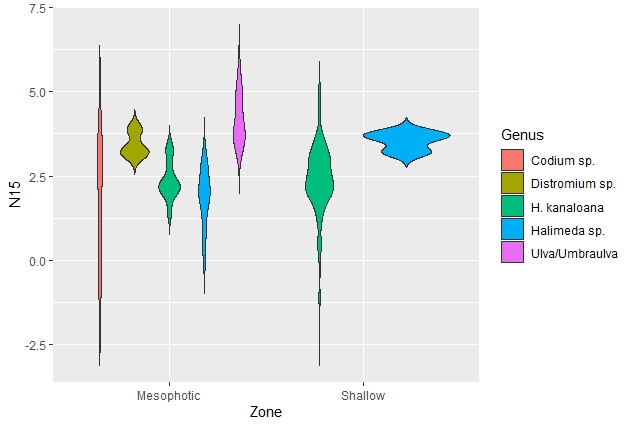 7.5
5.0
2.5
0.0
-2.5
N15
Mesophotic
Shallow
Zone
Genus
Codium sp.
Distromium sp.
H. kanaloana
Halimeda sp.
Ulva/Umbraulva